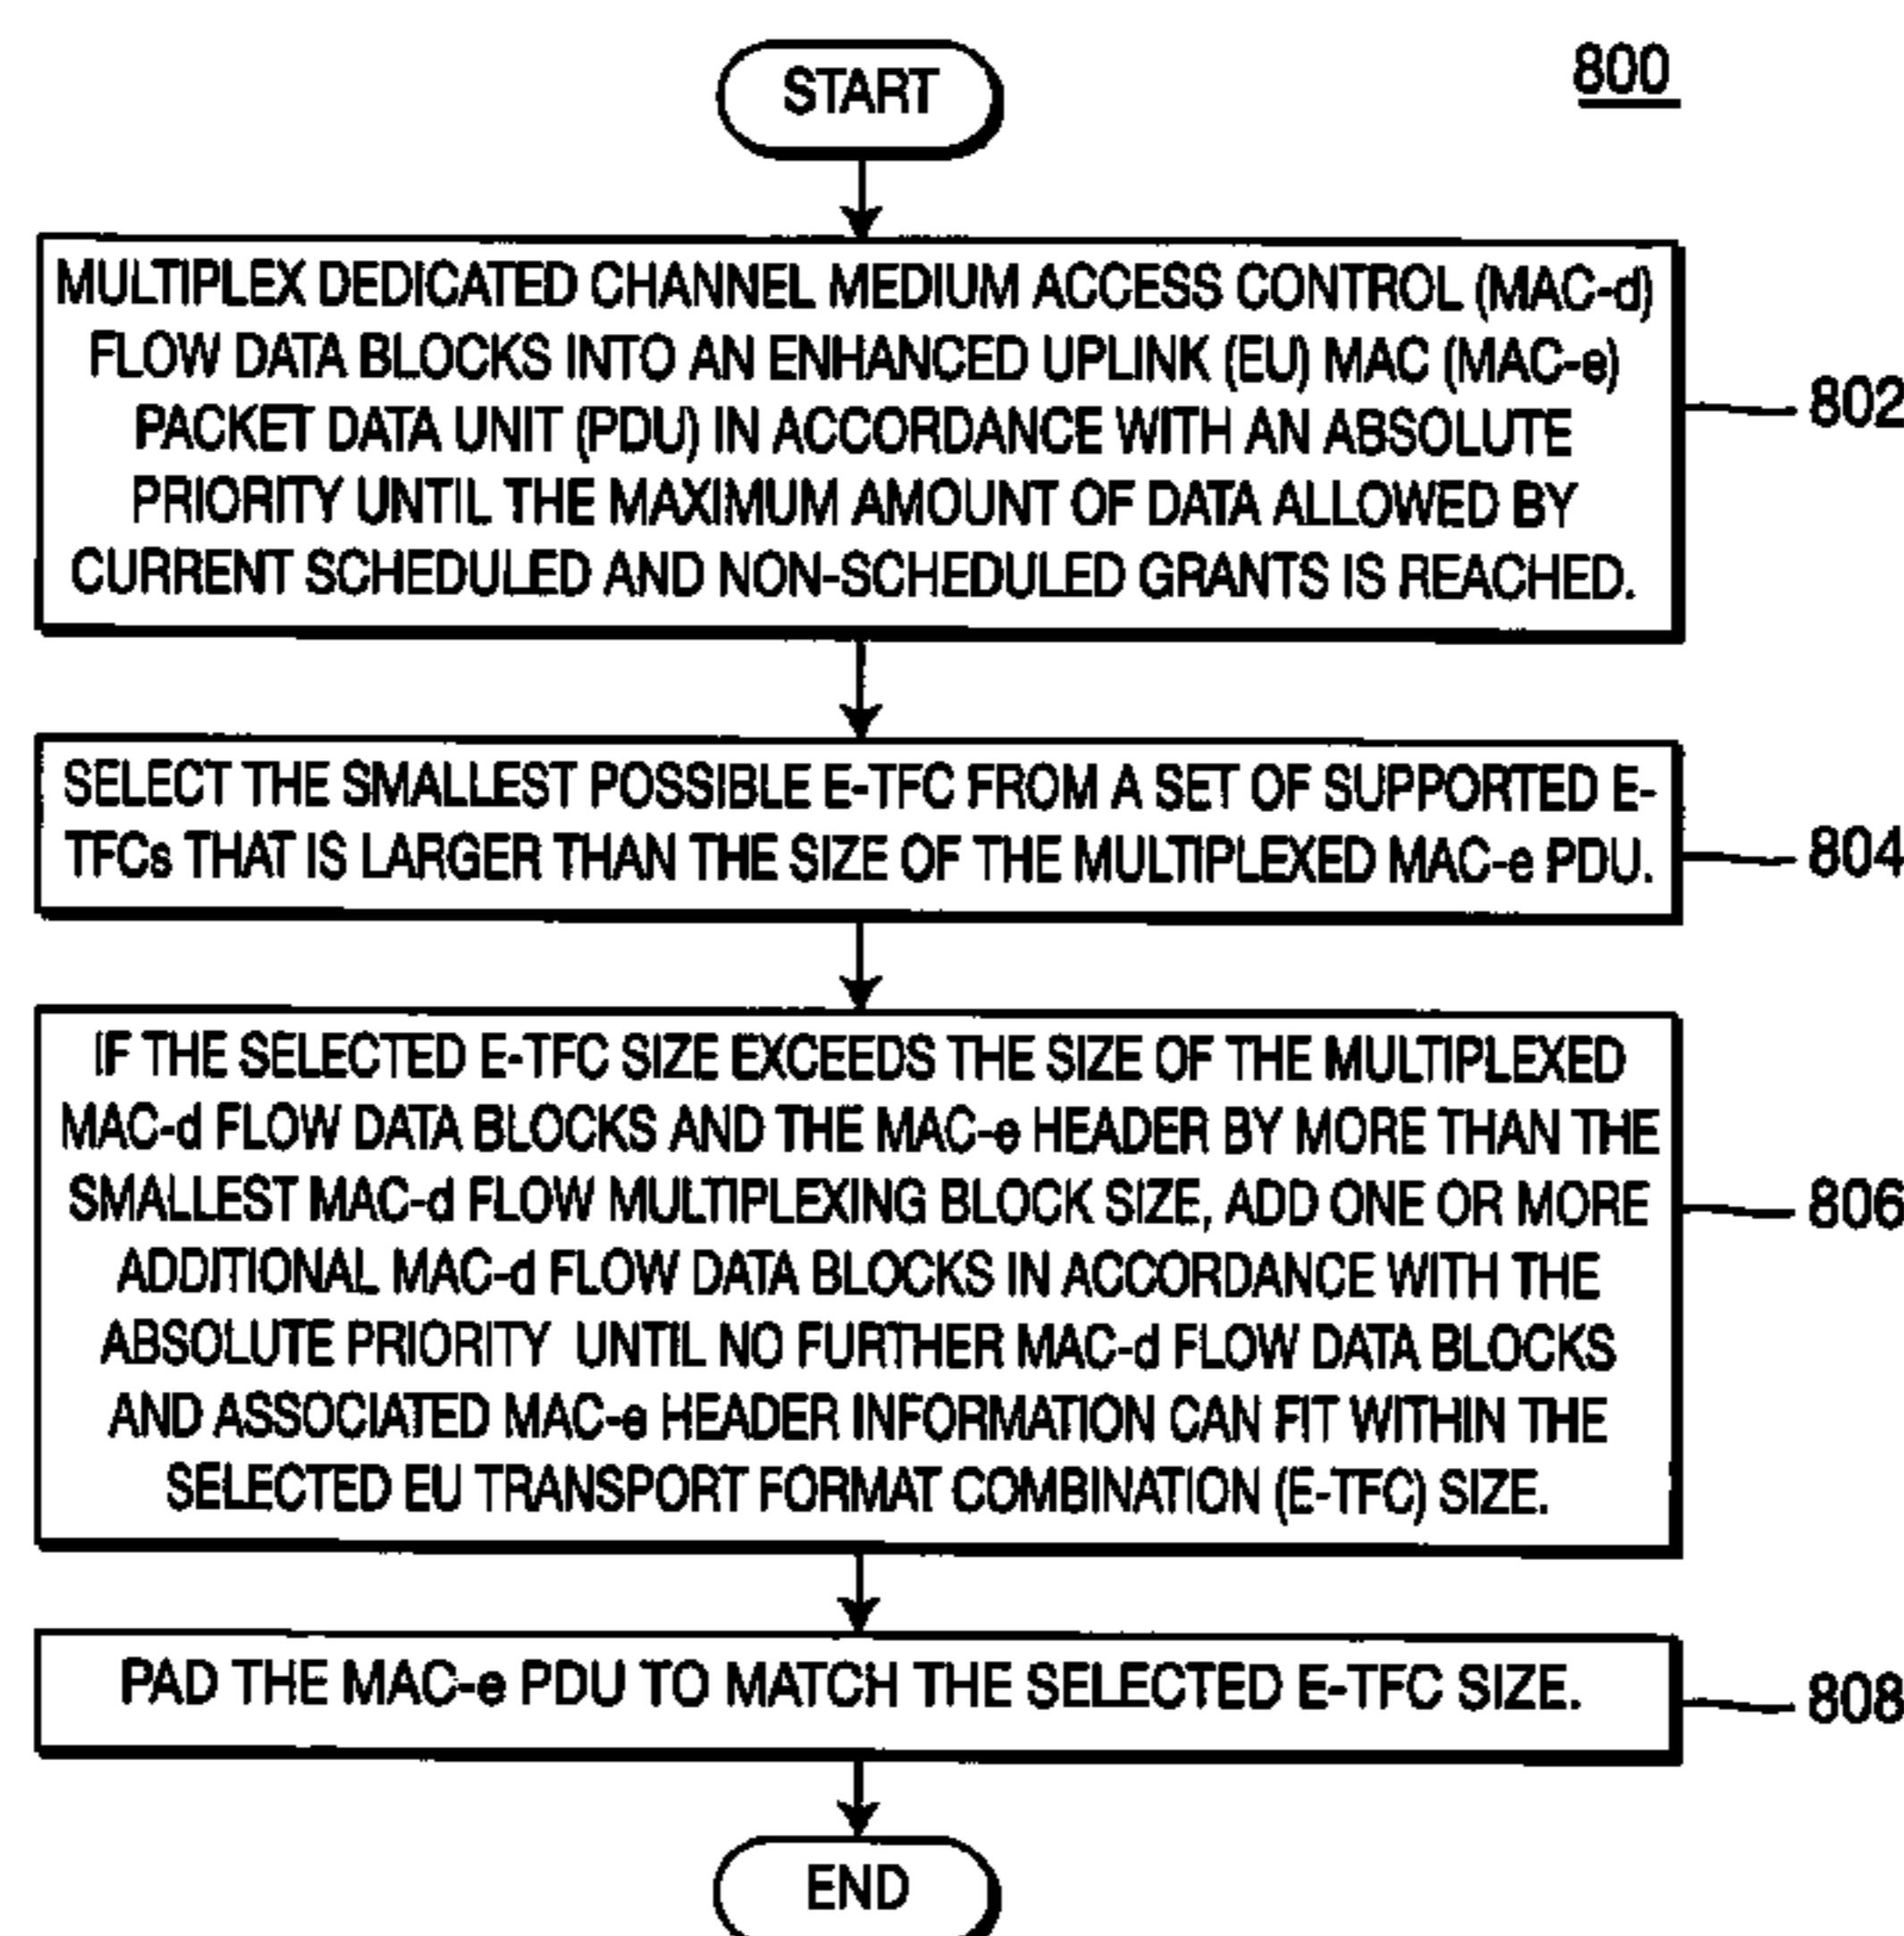 800
START
MULTIPLEX DEDICATED CHANNEL MEDIUM ACCESS CONTROL (MAC-d)
FLOW DATA BLOCKS INTO AN ENHANCED UPLINK (EU) MAC (MAC-e)
PACKET DATA UNIT (PDU) IN ACCORDANCE WITH AN ABSOLUTE
PRIORITY UNTIL THE MAXIMUM AMOUNT OF DATA ALLOWED BY
CURRENT SCHEDULED AND NON-SCHEDULED GRANTS IS REACHED.
802
SELECT THE SMALLEST POSSIBLE E-TFC FROM A SET OF SUPPORTED E-
TFCs THAT IS LARGER THAN THE SIZE OF THE MULTIPLEXED MAC-e PDU.
804
IF THE SELECTED E-TFC SIZE EXCEEDS THE SIZE OF THE MULTIPLEXED
MAC-d FLOW DATA BLOCKS AND THE MAC-e HEADER BY MORE THAN THE
SMALLEST MAC-d FLOW MULTIPLEXING BLOCK SIZE, ADD ONE OR MORE
ADDITIONAL MAC-d FLOW DATA BLOCKS IN ACCORDANCE WITH THE
ABSOLUTE PRIORITY UNTIL NO FURTHER MAC-d FLOW DATA BLOCKS
AND ASSOCIATED MAC-e HEADER INFORMATION CAN FIT WITHIN THE
SELECTED EU TRANSPORT FORMAT COMBINATION (E-TFC) SIZE.
806
PAD THE MAC-e PDU TO MATCH THE SELECTED E-TFC SIZE.
808
END